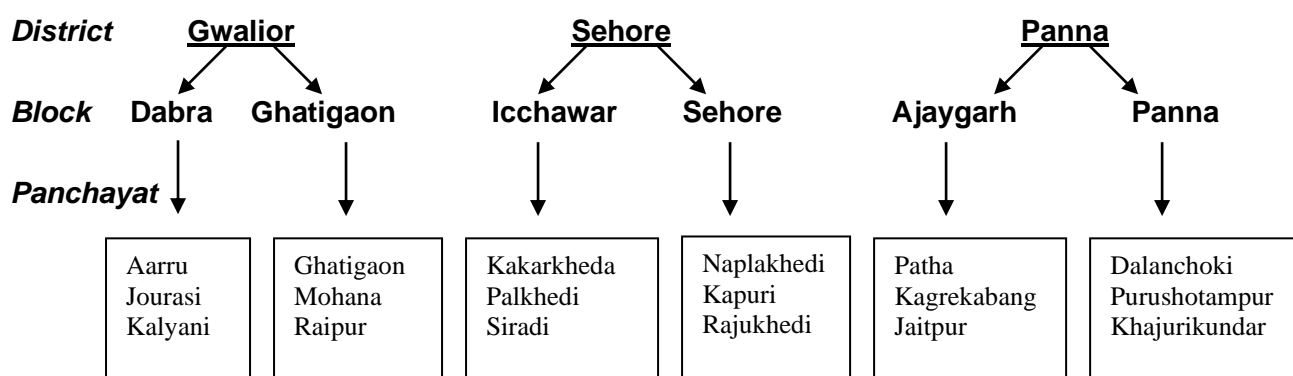 District Gwalior Sehore Panna
Block Dabra Ghatigaon Icchawar Sehore Ajaygarh Panna
Panchayat
Aarru
Jourasi
Kalyani
Ghatigaon
Mohana
Raipur
Kakarkheda
Palkhedi
Siradi
Naplakhedi
Kapuri
Rajukhedi
Patha
Kagrekabang
Jaitpur
Dalanchoki
Purushotampur
Khajurikundar